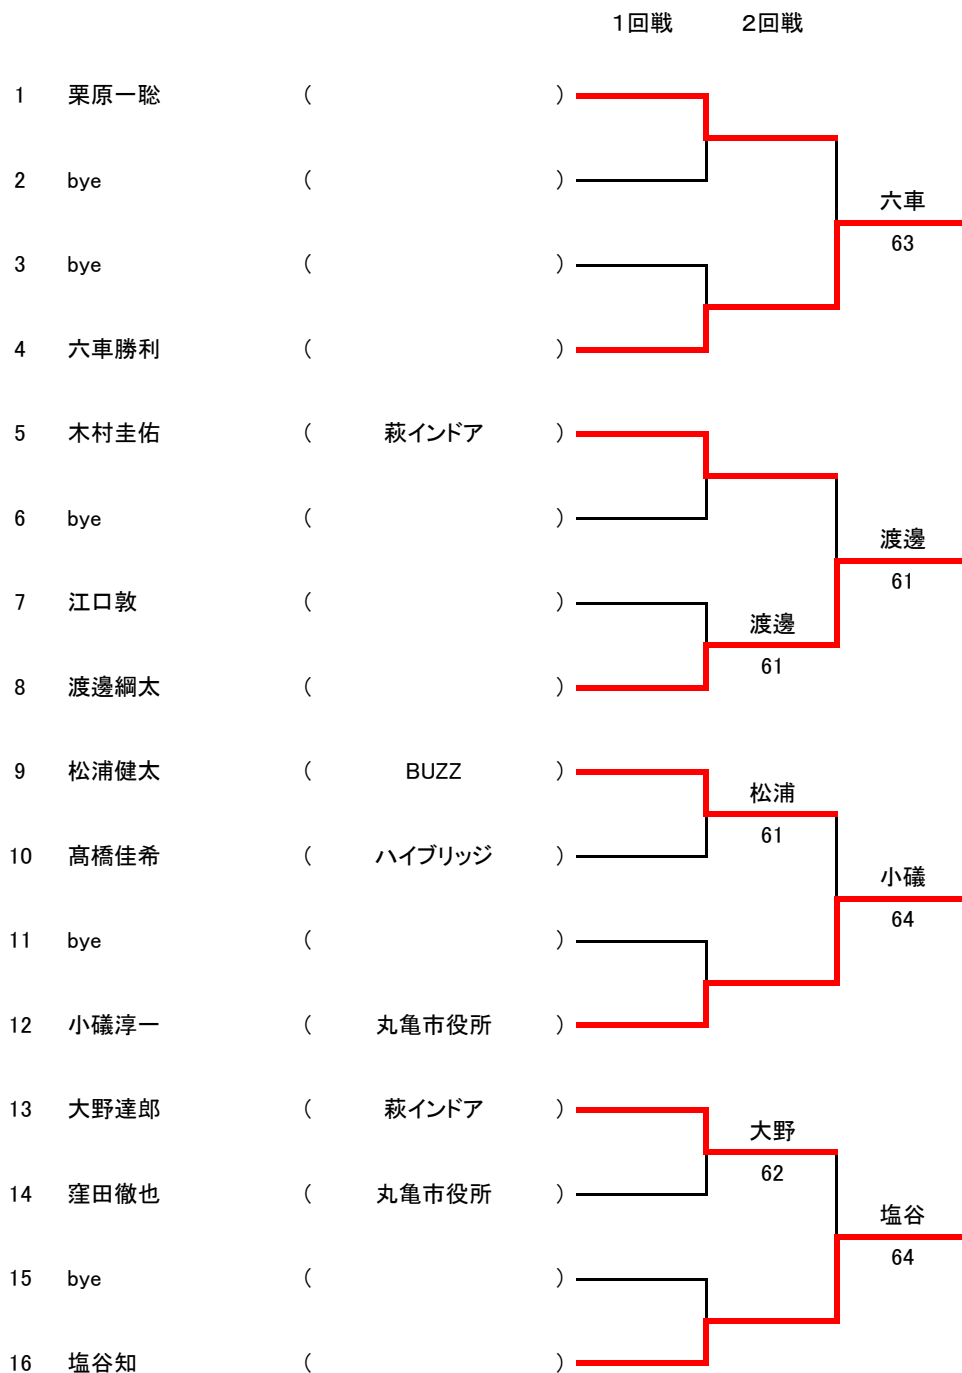 1回戦 2回戦
1 栗原一聡 ( )
2 bye ( )
六車
63
3 bye ( )
4 六車勝利 ( )
5 木村圭佑 ( 萩インドア )
6 bye ( )
渡邊
61
7 江口敦 ( )
渡邊
61
8 渡邊綱太 ( )
9 松浦健太 ( BUZZ )
松浦
61
10 髙橋佳希 ( ハイブリッジ )
小礒
64
11 bye ( )
12 小礒淳一 ( 丸亀市役所 )
13 大野達郎 ( 萩インドア )
大野
62
14 窪田徹也 ( 丸亀市役所 )
塩谷
64
15 bye ( )
16 塩谷知 ( )